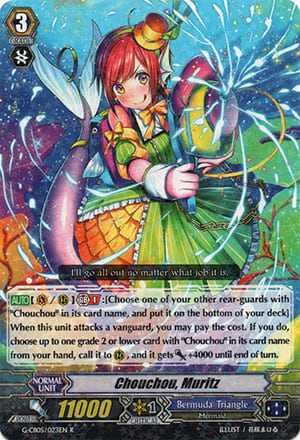 3
I'll go all out no matter what job it is.
AUTO [V/R] [CB 1]: [Choose one of your other rear-guards with
"Chouchou" in its card name, and put it on the bottom of your deck]
When this unit attacks a vanguard, you may pay the cost. If you do,
choose up to one grade 2 or lower card with "Chouchou" in its card
name from your hand, call it to R, and it gets +4000 until end of turn.
Chouchou, Muritz
NORMAL UNIT
11000
1
CRITICAL
Bermuda Triangle
Mermaid
G-CB05/023EN R
ILLUST